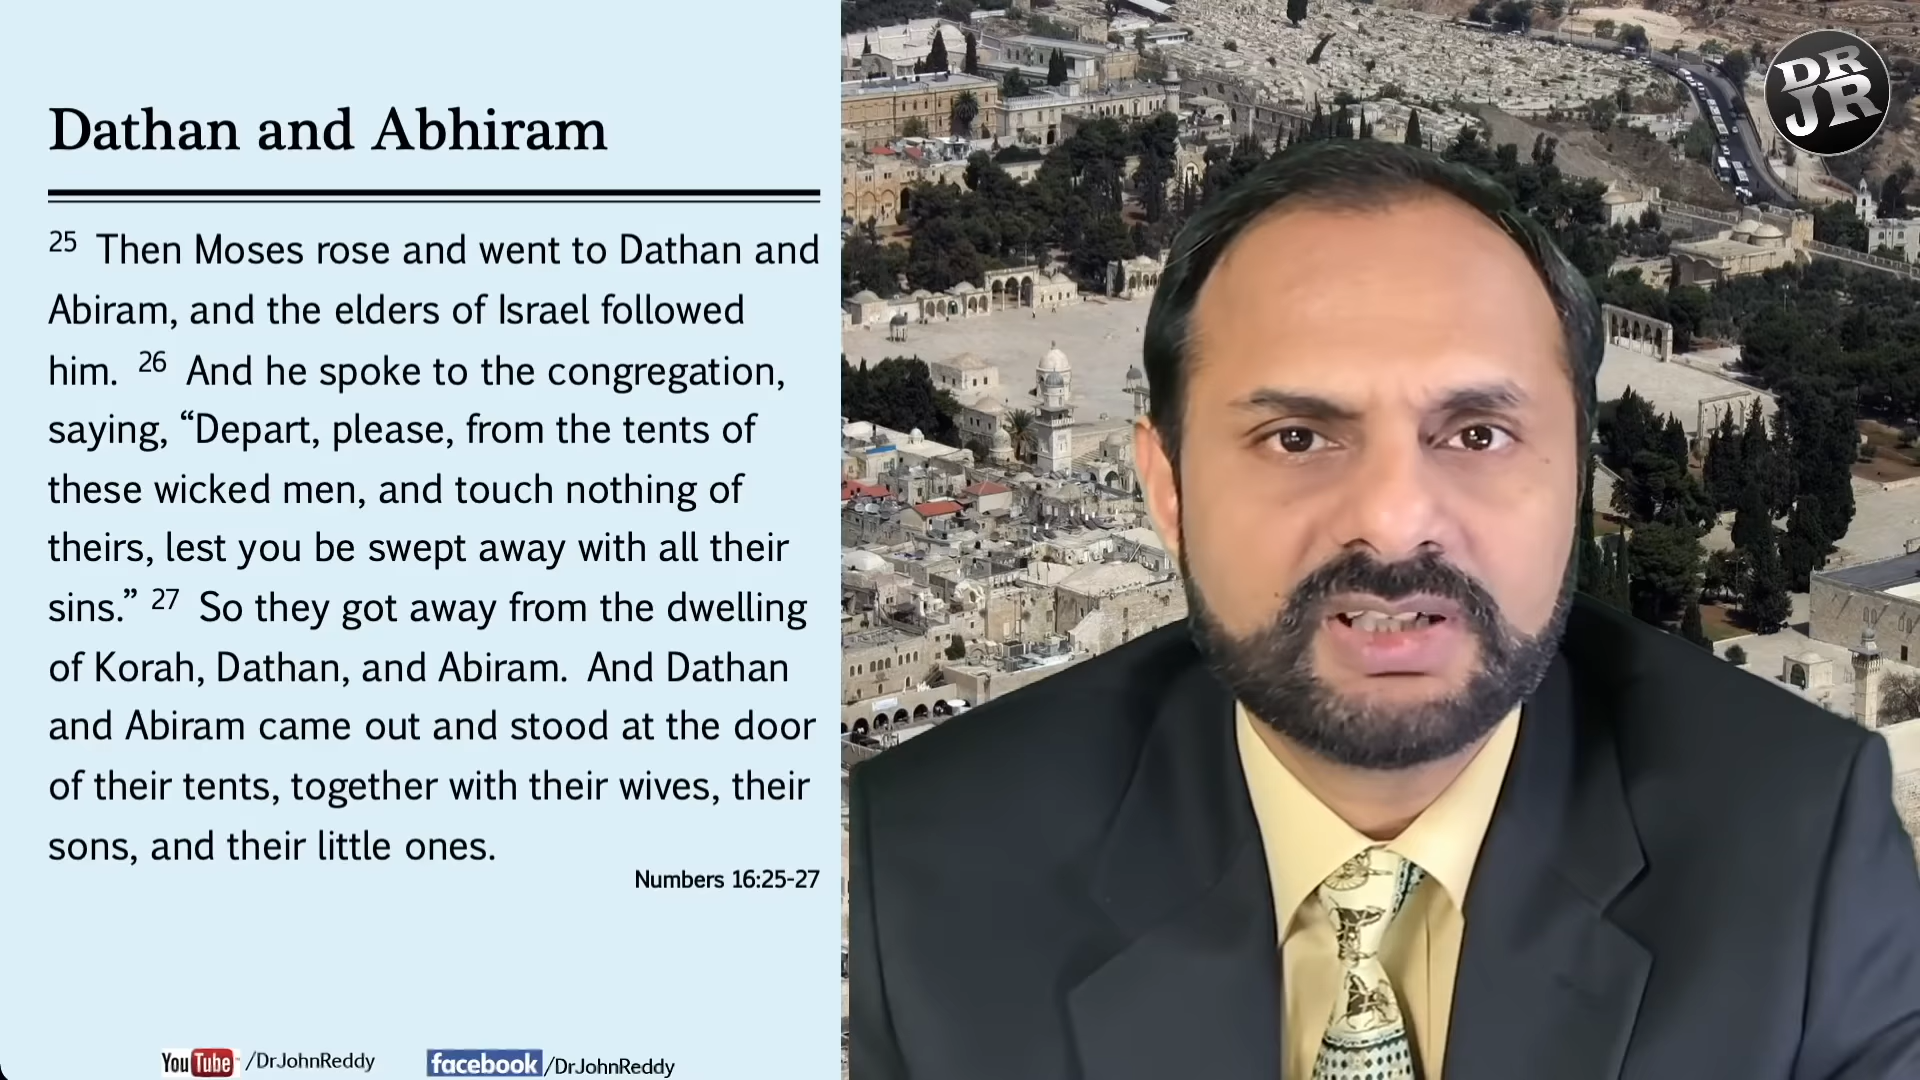 Dathan and Abhiram
25 Then Moses rose and went to Dathan and
Abiram, and the elders of Israel followed
him. 26 And he spoke to the congregation,
saying, “Depart, please, from the tents of
these wicked men, and touch nothing of
theirs, lest you be swept away with all their
sins.” 27 So they got away from the dwelling
of Korah, Dathan, and Abiram. And Dathan
and Abiram came out and stood at the door
of their tents, together with their wives, their
sons, and their little ones.
Numbers 16:25-27
YouTube /DrJohnReddy
facebook /DrJohnReddy
DR
JR